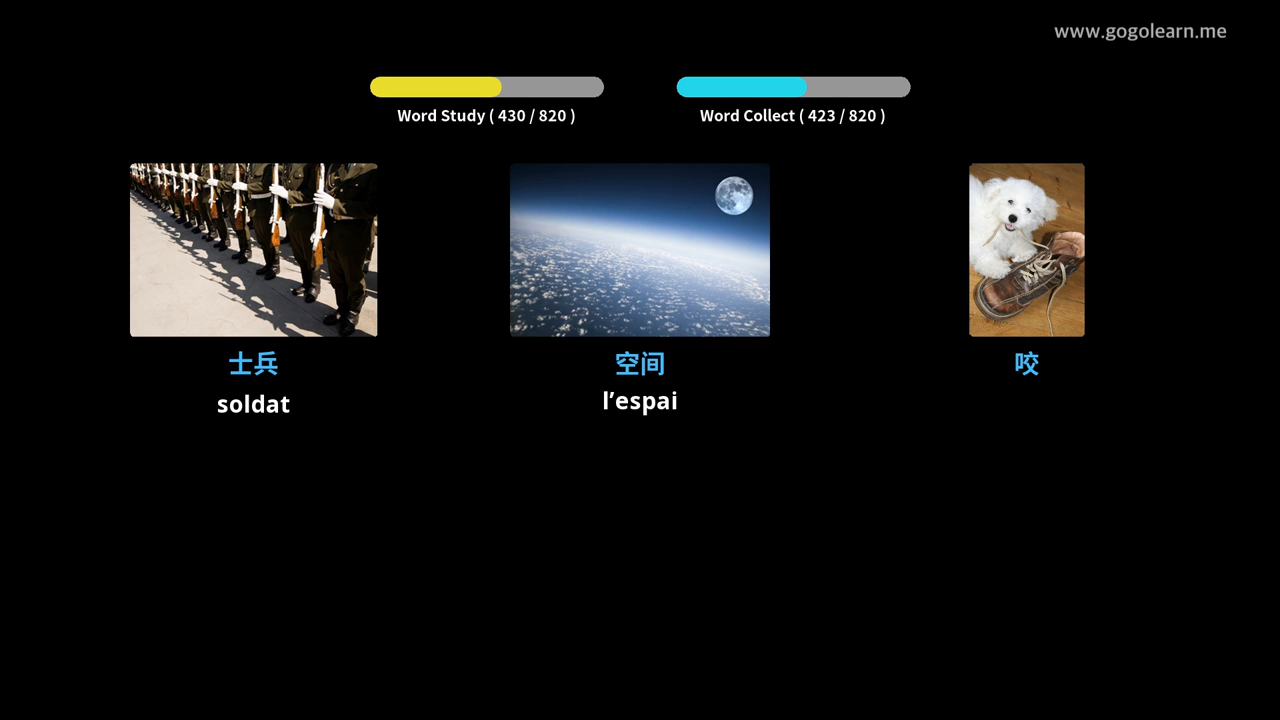 www.gogolearn.me
Word Study ( 430 / 820 )
Word Collect ( 423 / 820 )
士兵
空间
咬
soldat
l’espai